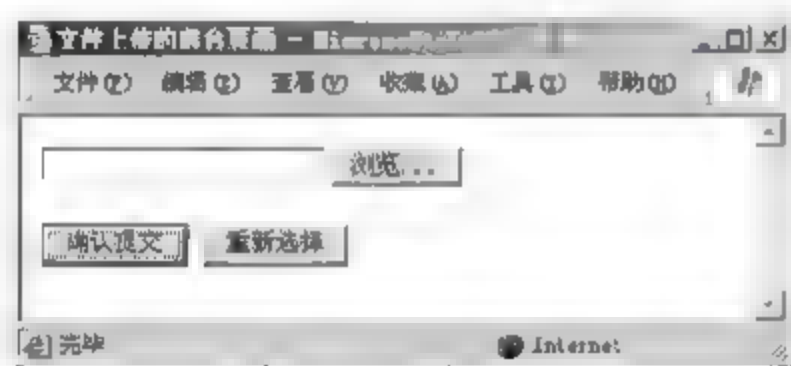 文件上传的前台页面 - Microsoft
文件(F) 编辑(E) 查看(V) 收藏(A) 工具(T) 帮助(H)
浏览...
确认提交 重新选择
完毕 Internet